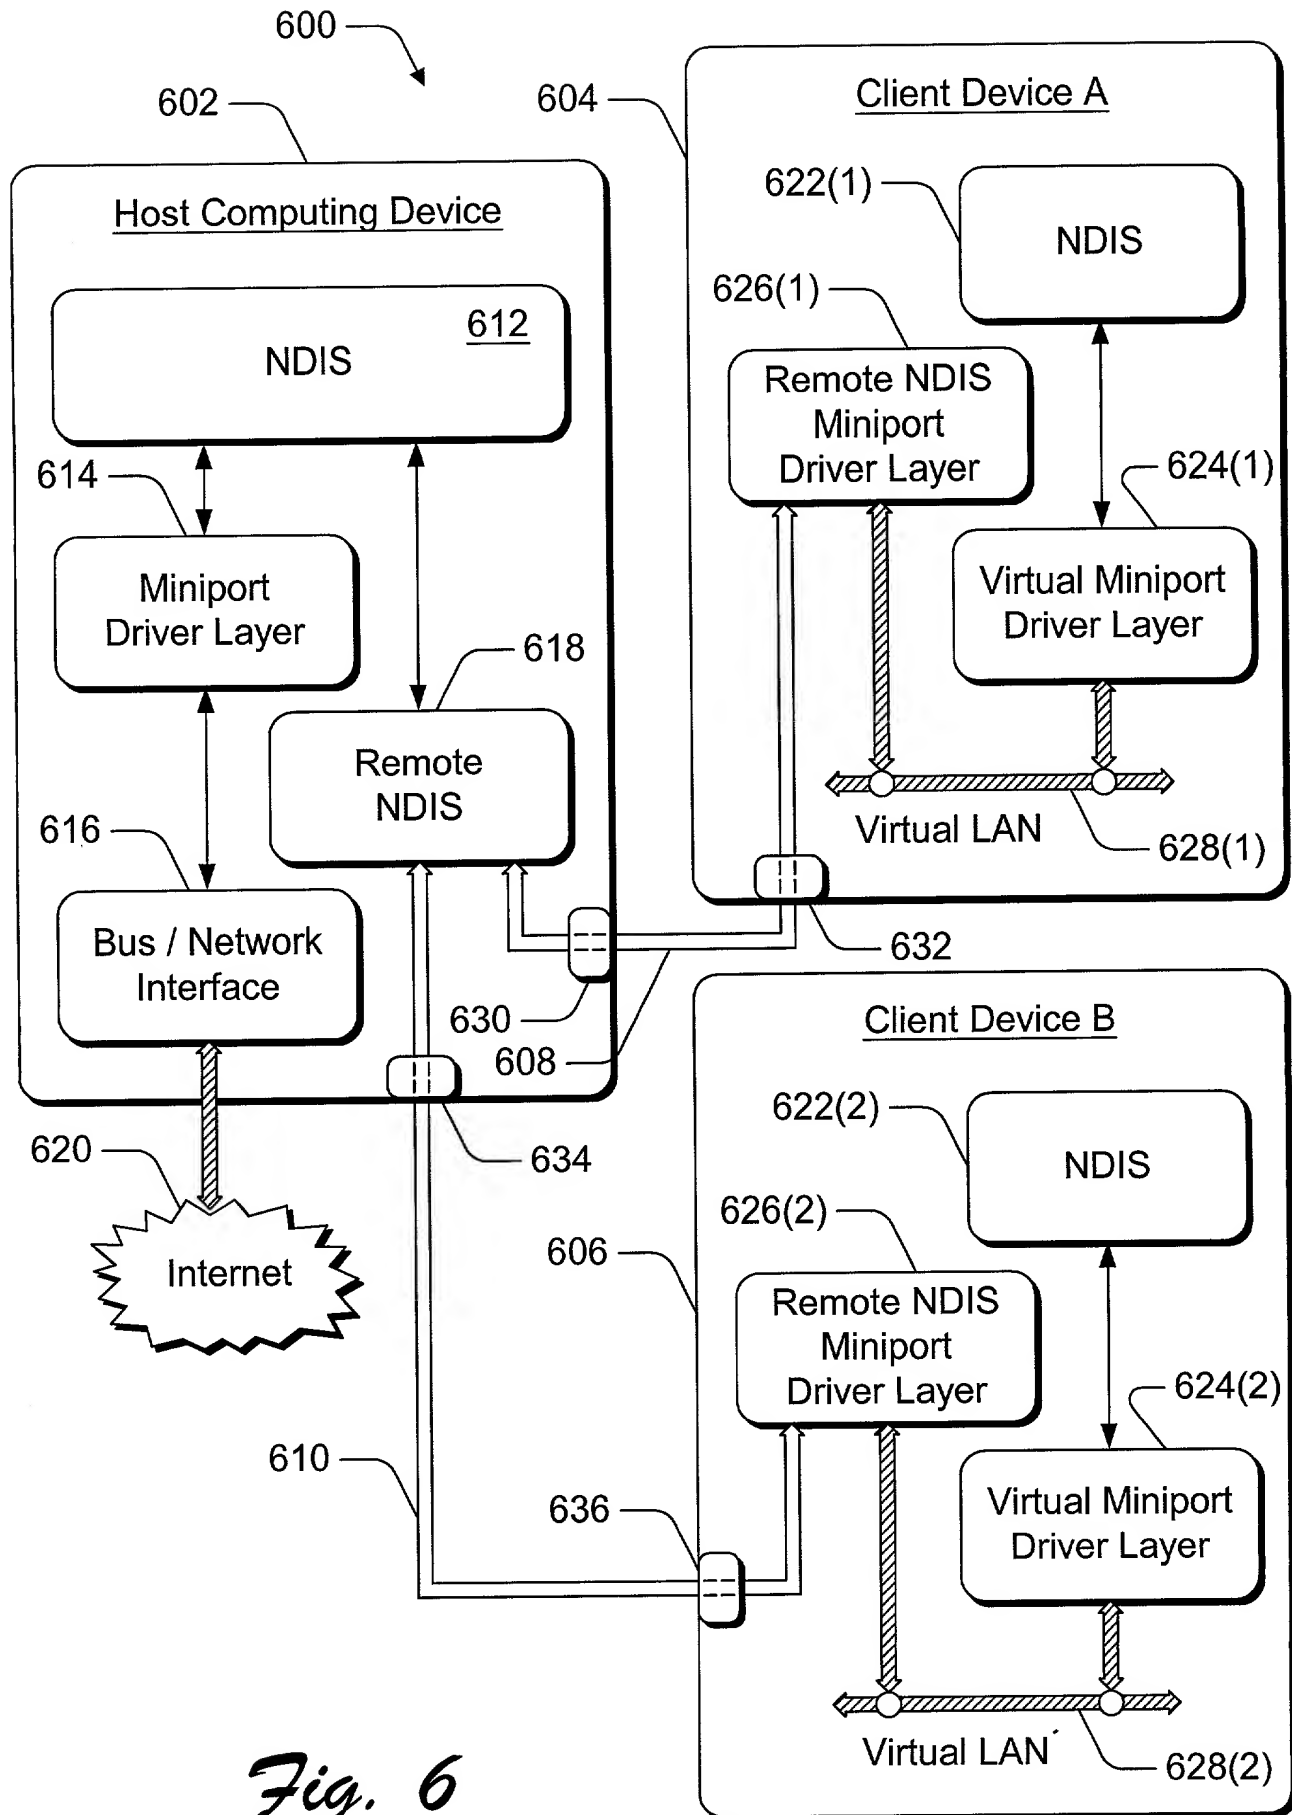 600
602
Host Computing Device
612
NDIS
614
Miniport
Driver Layer
618
Remote
NDIS
616
Bus / Network
Interface
630
608
634
620
Internet
610
604
Client Device A
622(1)
NDIS
626(1)
Remote NDIS
Miniport
Driver Layer
624(1)
Virtual Miniport
Driver Layer
Virtual LAN
628(1)
632
606
Client Device B
622(2)
NDIS
626(2)
Remote NDIS
Miniport
Driver Layer
624(2)
Virtual Miniport
Driver Layer
636
Virtual LAN
628(2)
Fig. 6